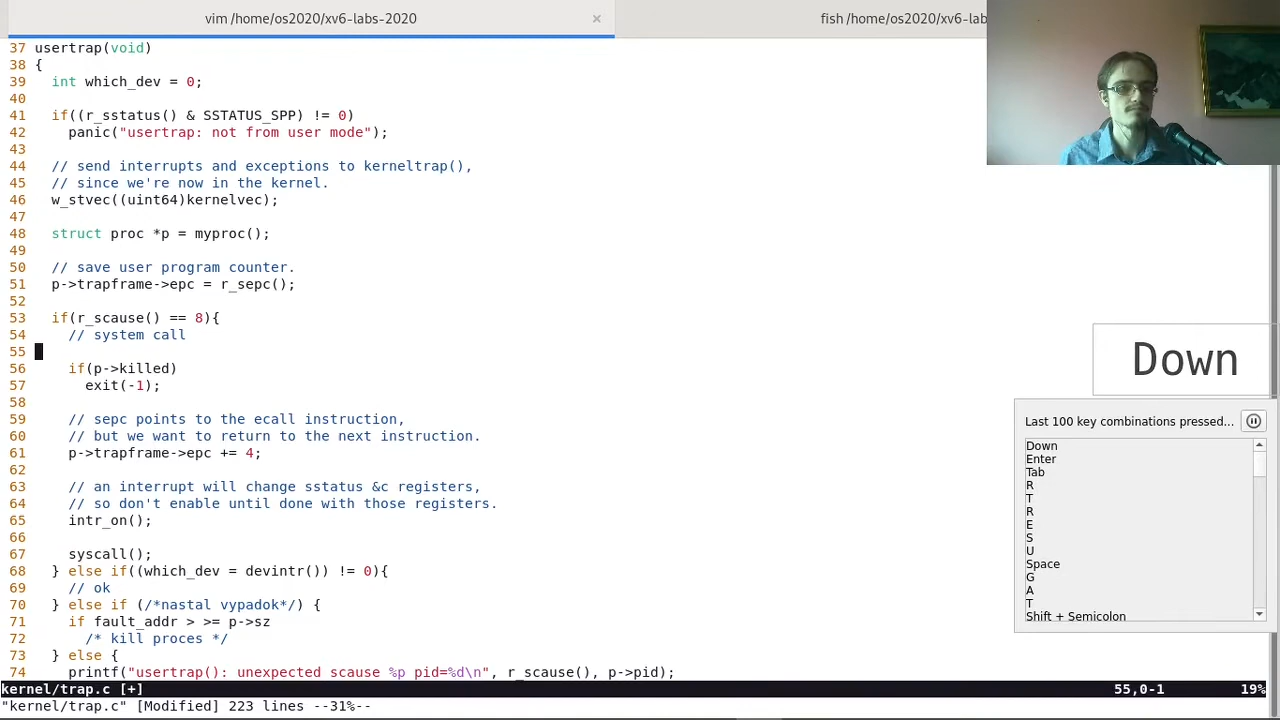 vim /home/os2020/xv6-labs-2020 ×
fish /home/os2020/xv6-lab
37 usertrap(void)
38 {
39   int which_dev = 0;
40
41   if((r_sstatus() & SSTATUS_SPP) != 0)
42     panic("usertrap: not from user mode");
43
44   // send interrupts and exceptions to kerneltrap(),
45   // since we're now in the kernel.
46   w_stvec((uint64)kernelvec);
47
48   struct proc *p = myproc();
49
50   // save user program counter.
51   p->trapframe->epc = r_sepc();
52
53   if(r_scause() == 8){
54     // system call
55
56     if(p->killed)
57       exit(-1);
58
59     // sepc points to the ecall instruction,
60     // but we want to return to the next instruction.
61     p->trapframe->epc += 4;
62
63     // an interrupt will change sstatus &c registers,
64     // so don't enable until done with those registers.
65     intr_on();
66
67     syscall();
68   } else if((which_dev = devintr()) != 0){
69     // ok
70   } else if (/*nastal vypadok*/) {
71     if fault_addr > >= p->sz
72       /* kill proces */
73   } else {
74     printf("usertrap(): unexpected scause %p pid=%d\n", r_scause(), p->pid);
kernel/trap.c [+] 55,0-1 19%
"kernel/trap.c" [Modified] 223 lines --31%--
Down
Last 100 key combinations pressed...
Down
Enter
Tab
R
T
R
E
S
U
Space
G
A
T
Shift + Semicolon